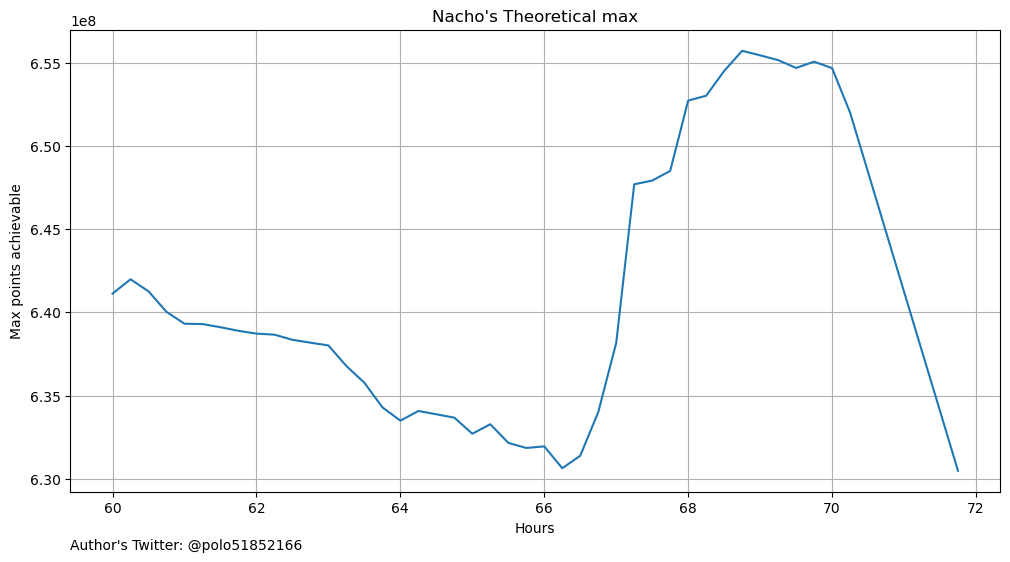 Nacho's Theoretical max
1e8
6.55
6.50
6.45
6.40
6.35
6.30
Max points achievable
60 62 64 66 68 70 72
Hours
Author's Twitter: @polo51852166